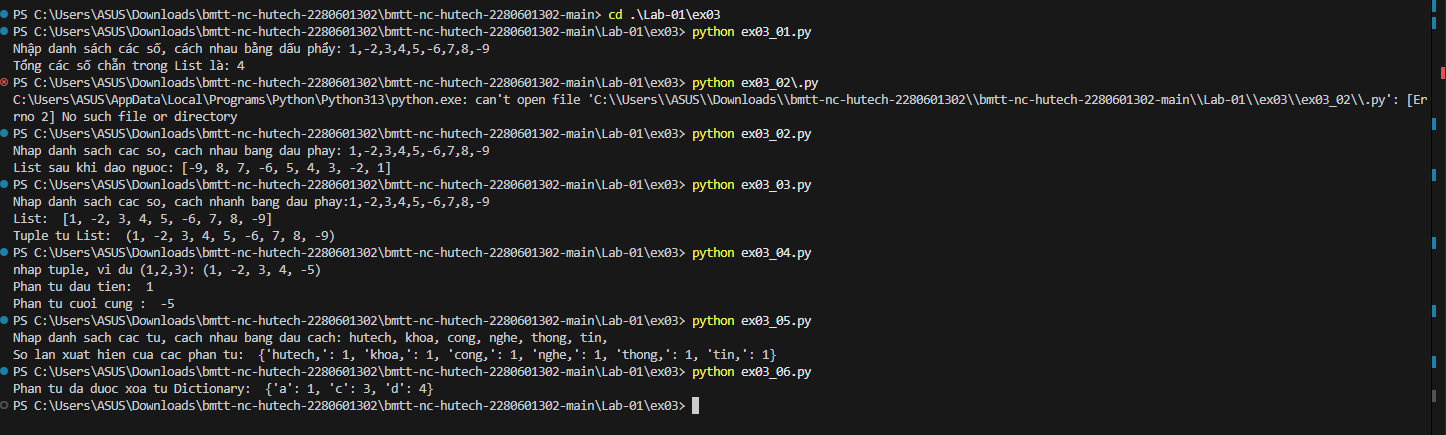 PS C:\Users\ASUS\Downloads\bmtt-nc-hutech-2280601302\bmtt-nc-hutech-2280601302-main> cd .\Lab-01\ex03
PS C:\Users\ASUS\Downloads\bmtt-nc-hutech-2280601302\bmtt-nc-hutech-2280601302-main\Lab-01\ex03> python ex03_01.py
Nhập danh sách các số, cách nhau bằng dấu phẩy: 1,-2,3,4,5,-6,7,8,-9
Tổng các số chẵn trong List là: 4
PS C:\Users\ASUS\Downloads\bmtt-nc-hutech-2280601302\bmtt-nc-hutech-2280601302-main\Lab-01\ex03> python ex03_02\.py
C:\Users\ASUS\AppData\Local\Programs\Python\Python313\python.exe: can't open file 'C:\\Users\\ASUS\\Downloads\\bmtt-nc-hutech-2280601302\\bmtt-nc-hutech-2280601302-main\\Lab-01\\ex03\\ex03_02\\.py': [Er
rno 2] No such file or directory
PS C:\Users\ASUS\Downloads\bmtt-nc-hutech-2280601302\bmtt-nc-hutech-2280601302-main\Lab-01\ex03> python ex03_02.py
Nhap danh sach cac so, cach nhau bang dau phay: 1,-2,3,4,5,-6,7,8,-9
List sau khi dao nguoc: [-9, 8, 7, -6, 5, 4, 3, -2, 1]
PS C:\Users\ASUS\Downloads\bmtt-nc-hutech-2280601302\bmtt-nc-hutech-2280601302-main\Lab-01\ex03> python ex03_03.py
Nhap danh sach cac so, cach nhanh bang dau phay:1,-2,3,4,5,-6,7,8,-9
List:  [1, -2, 3, 4, 5, -6, 7, 8, -9]
Tuple tu List:  (1, -2, 3, 4, 5, -6, 7, 8, -9)
PS C:\Users\ASUS\Downloads\bmtt-nc-hutech-2280601302\bmtt-nc-hutech-2280601302-main\Lab-01\ex03> python ex03_04.py
nhap tuple, vi du (1,2,3): (1, -2, 3, 4, -5)
Phan tu dau tien:  1
Phan tu cuoi cung :  -5
PS C:\Users\ASUS\Downloads\bmtt-nc-hutech-2280601302\bmtt-nc-hutech-2280601302-main\Lab-01\ex03> python ex03_05.py
Nhap danh sach cac tu, cach nhau bang dau cach: hutech, khoa, cong, nghe, thong, tin,
So lan xuat hien cua cac phan tu:  {'hutech,': 1, 'khoa,': 1, 'cong,': 1, 'nghe,': 1, 'thong,': 1, 'tin,': 1}
PS C:\Users\ASUS\Downloads\bmtt-nc-hutech-2280601302\bmtt-nc-hutech-2280601302-main\Lab-01\ex03> python ex03_06.py
Phan tu da duoc xoa tu Dictionary:  {'a': 1, 'c': 3, 'd': 4}
PS C:\Users\ASUS\Downloads\bmtt-nc-hutech-2280601302\bmtt-nc-hutech-2280601302-main\Lab-01\ex03>